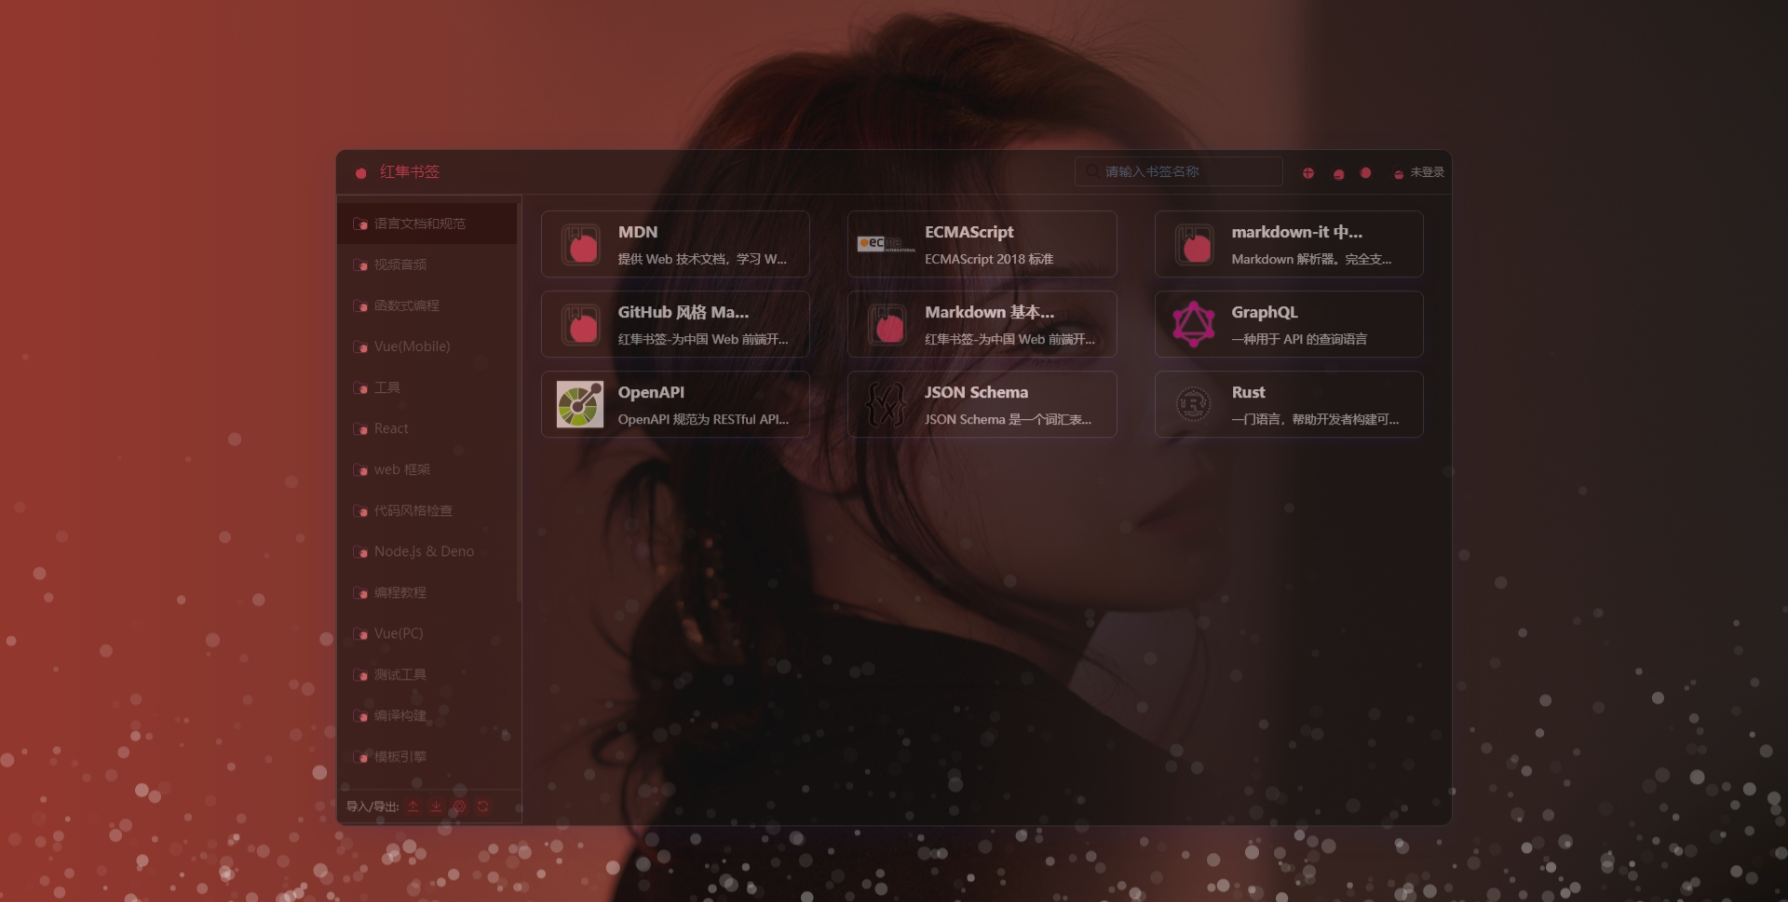 红隼书签
请输入书签名称
未登录
语言文档和规范
视频音频
函数式编程
Vue(Mobile)
工具
React
web 框架
代码风格检查
Node.js & Deno
编程教程
Vue(PC)
测试工具
编译构建
模板引擎
导入/导出:
MDN
提供 Web 技术文档，学习 W...
ECMAScript
ECMAScript 2018 标准
markdown-it 中...
Markdown 解析器。完全支...
GitHub 风格 Ma...
红隼书签-为中国 Web 前端开...
Markdown 基本...
红隼书签-为中国 Web 前端开...
GraphQL
一种用于 API 的查询语言
OpenAPI
OpenAPI 规范为 RESTful API...
JSON Schema
JSON Schema 是一个词汇表...
Rust
一门语言，帮助开发者构建可...